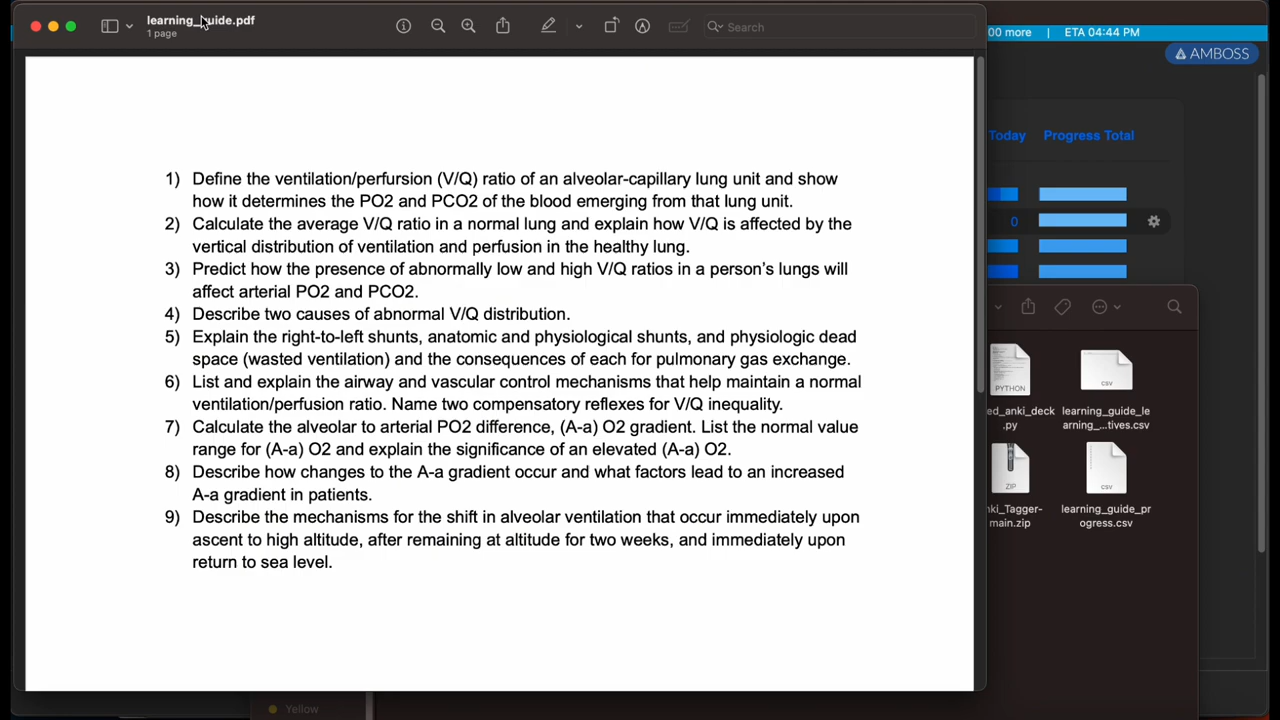 learning_guide.pdf
1 page
Search
00 more | ETA 04:44 PM
AMBOSS
Today Progress Total
0
1) Define the ventilation/perfursion (V/Q) ratio of an alveolar-capillary lung unit and show
how it determines the PO2 and PCO2 of the blood emerging from that lung unit.
2) Calculate the average V/Q ratio in a normal lung and explain how V/Q is affected by the
vertical distribution of ventilation and perfusion in the healthy lung.
3) Predict how the presence of abnormally low and high V/Q ratios in a person's lungs will
affect arterial PO2 and PCO2.
4) Describe two causes of abnormal V/Q distribution.
5) Explain the right-to-left shunts, anatomic and physiological shunts, and physiologic dead
space (wasted ventilation) and the consequences of each for pulmonary gas exchange.
6) List and explain the airway and vascular control mechanisms that help maintain a normal
ventilation/perfusion ratio. Name two compensatory reflexes for V/Q inequality.
7) Calculate the alveolar to arterial PO2 difference, (A-a) O2 gradient. List the normal value
range for (A-a) O2 and explain the significance of an elevated (A-a) O2.
8) Describe how changes to the A-a gradient occur and what factors lead to an increased
A-a gradient in patients.
9) Describe the mechanisms for the shift in alveolar ventilation that occur immediately upon
ascent to high altitude, after remaining at altitude for two weeks, and immediately upon
return to sea level.
PYTHON
ed_anki_deck
.py
csv
learning_guide_le
arning_...tives.csv
ZIP
nki_Tagger-
main.zip
csv
learning_guide_pr
ogress.csv
Yellow